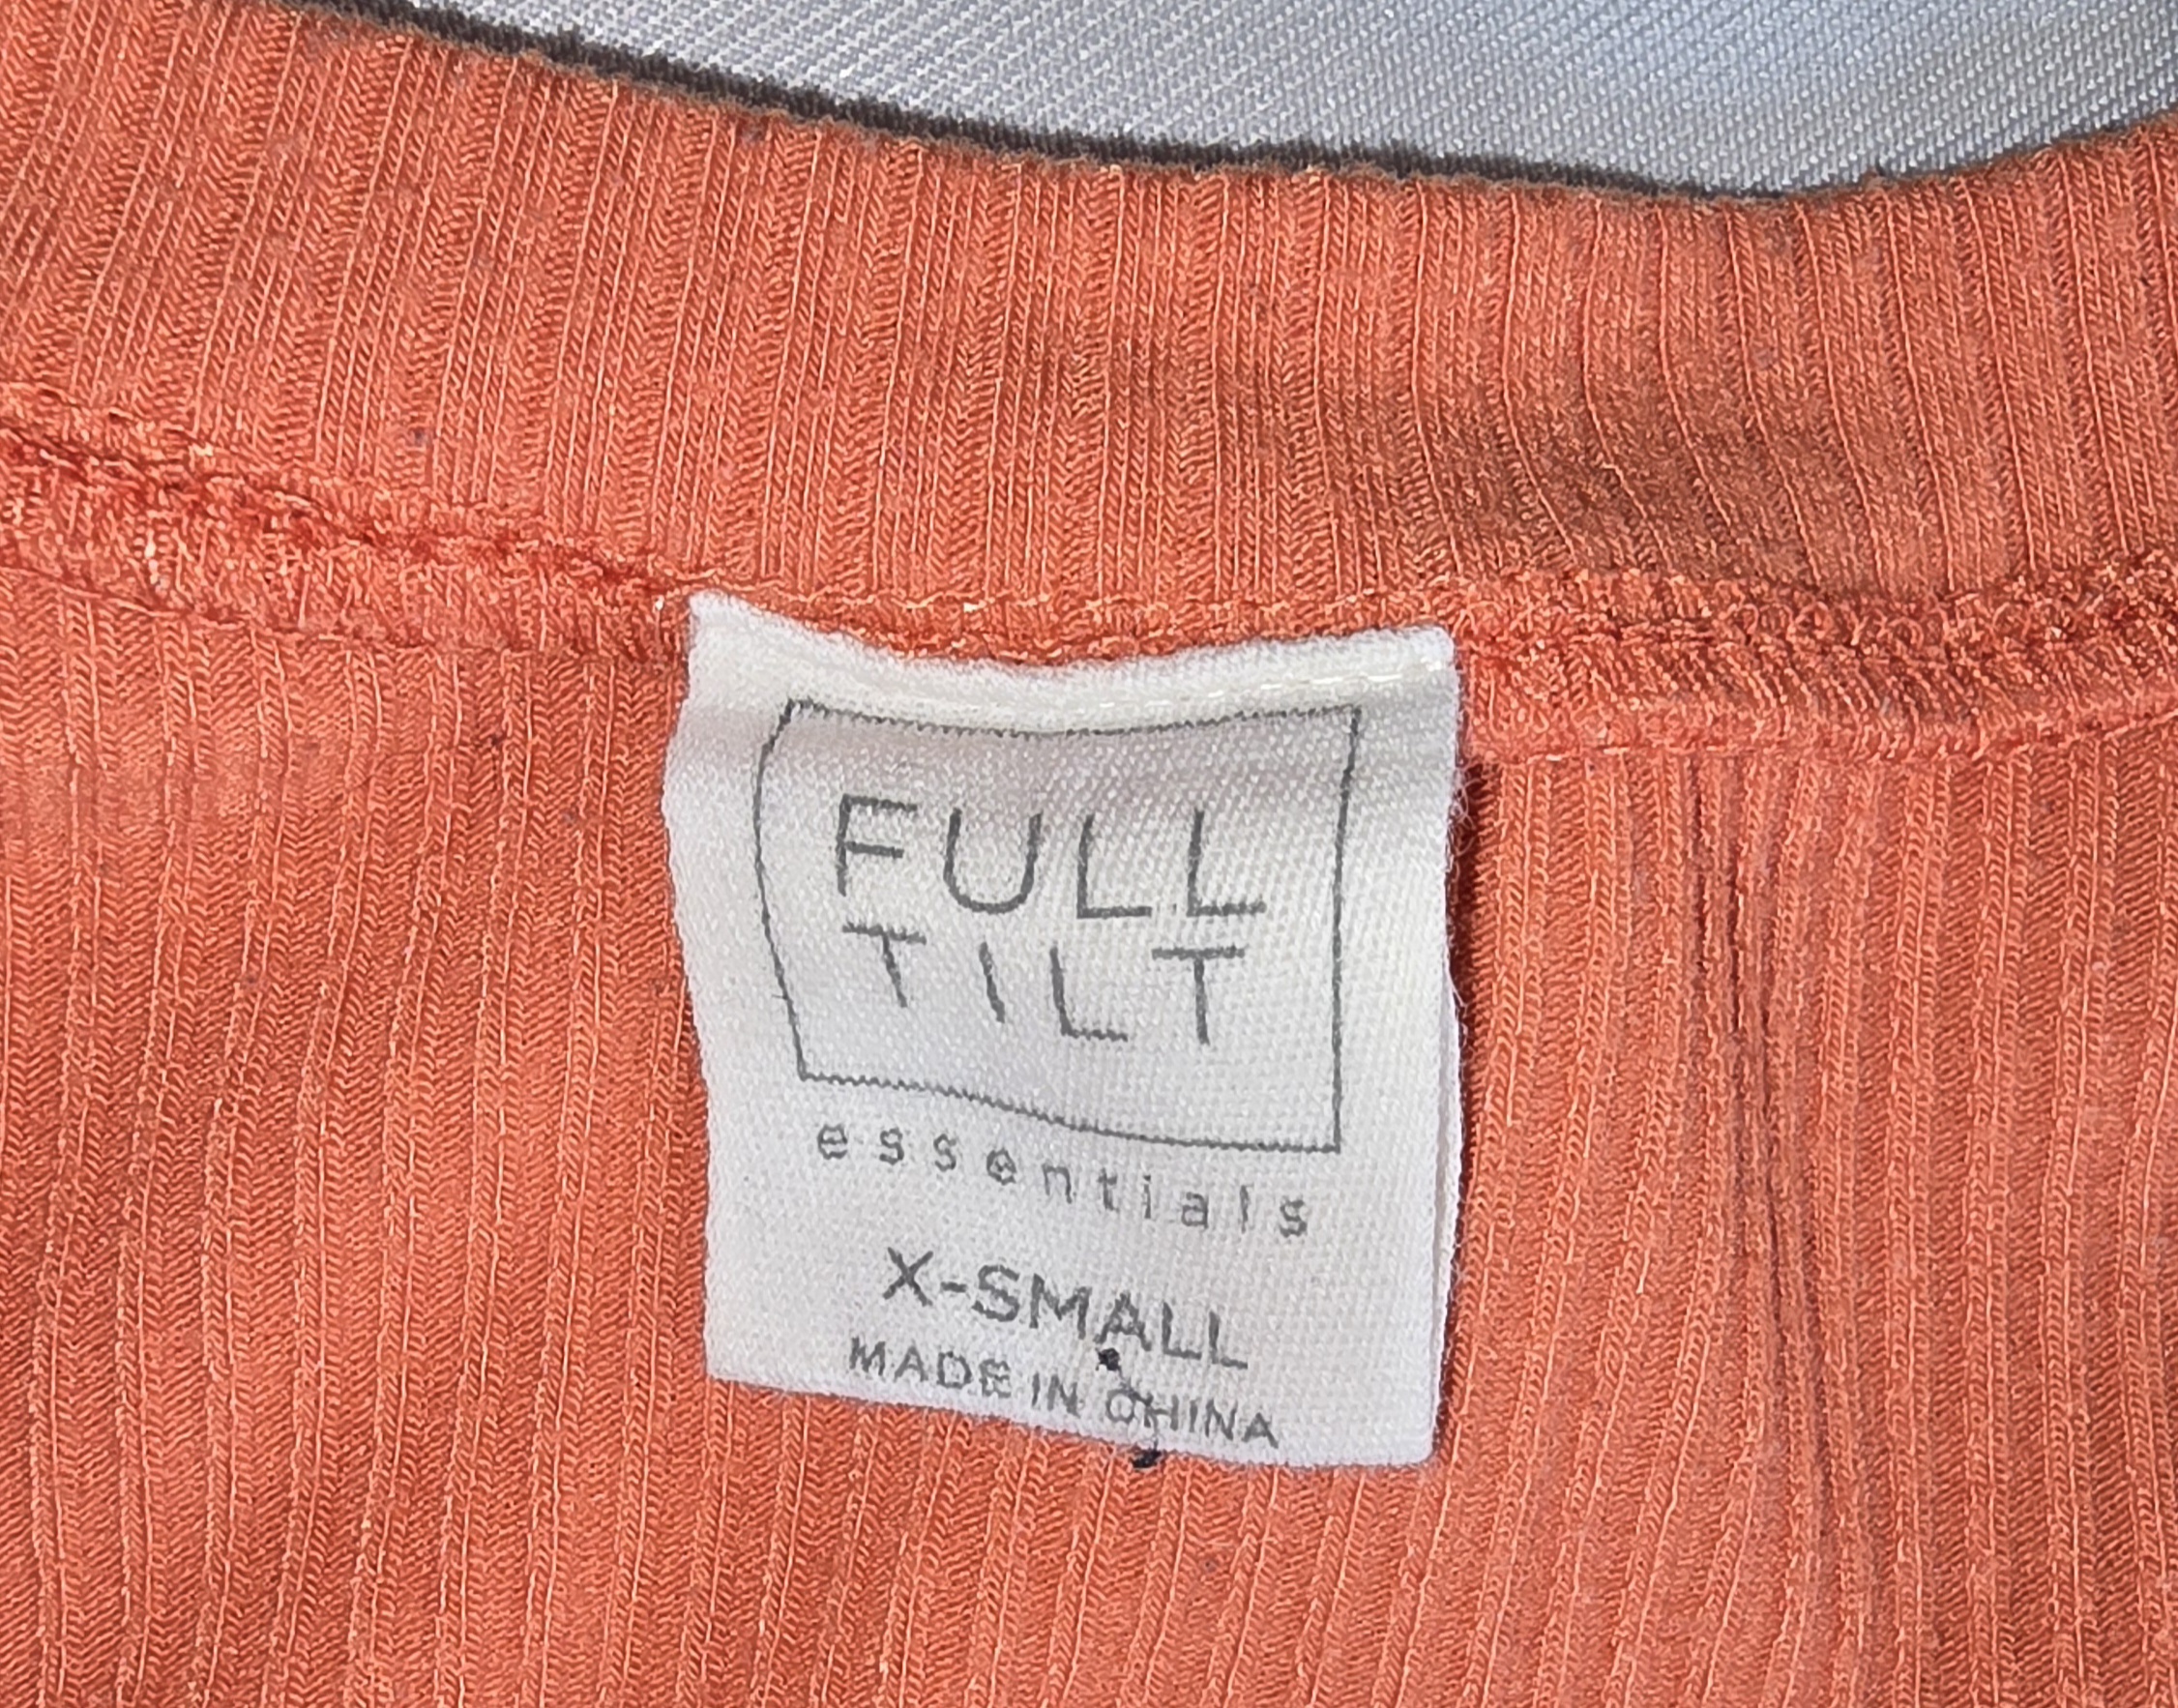 FULL
TILT
essentials
X-SMALL
MADE IN CHINA